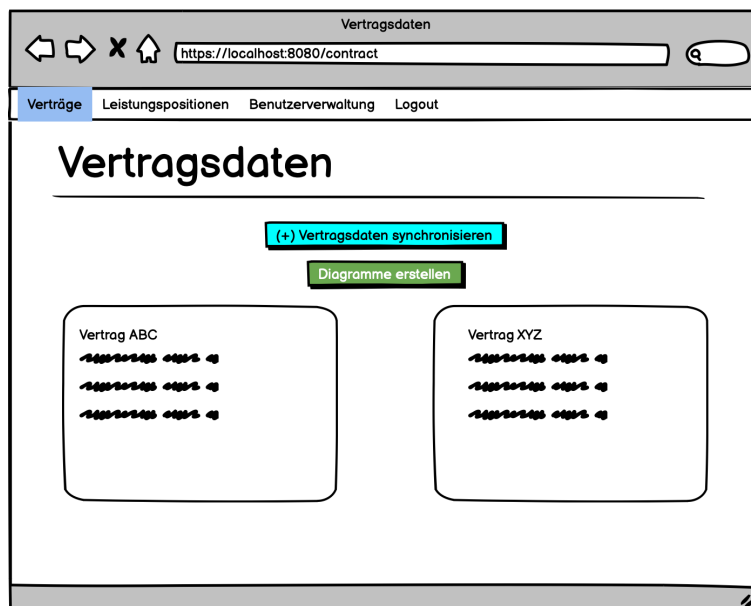 Vertragsdaten
https://localhost:8080/contract
Verträge Leistungspositionen Benutzerverwaltung Logout
Vertragsdaten
(+) Vertragsdaten synchronisieren
Diagramme erstellen
Vertrag ABC
Vertrag XYZ